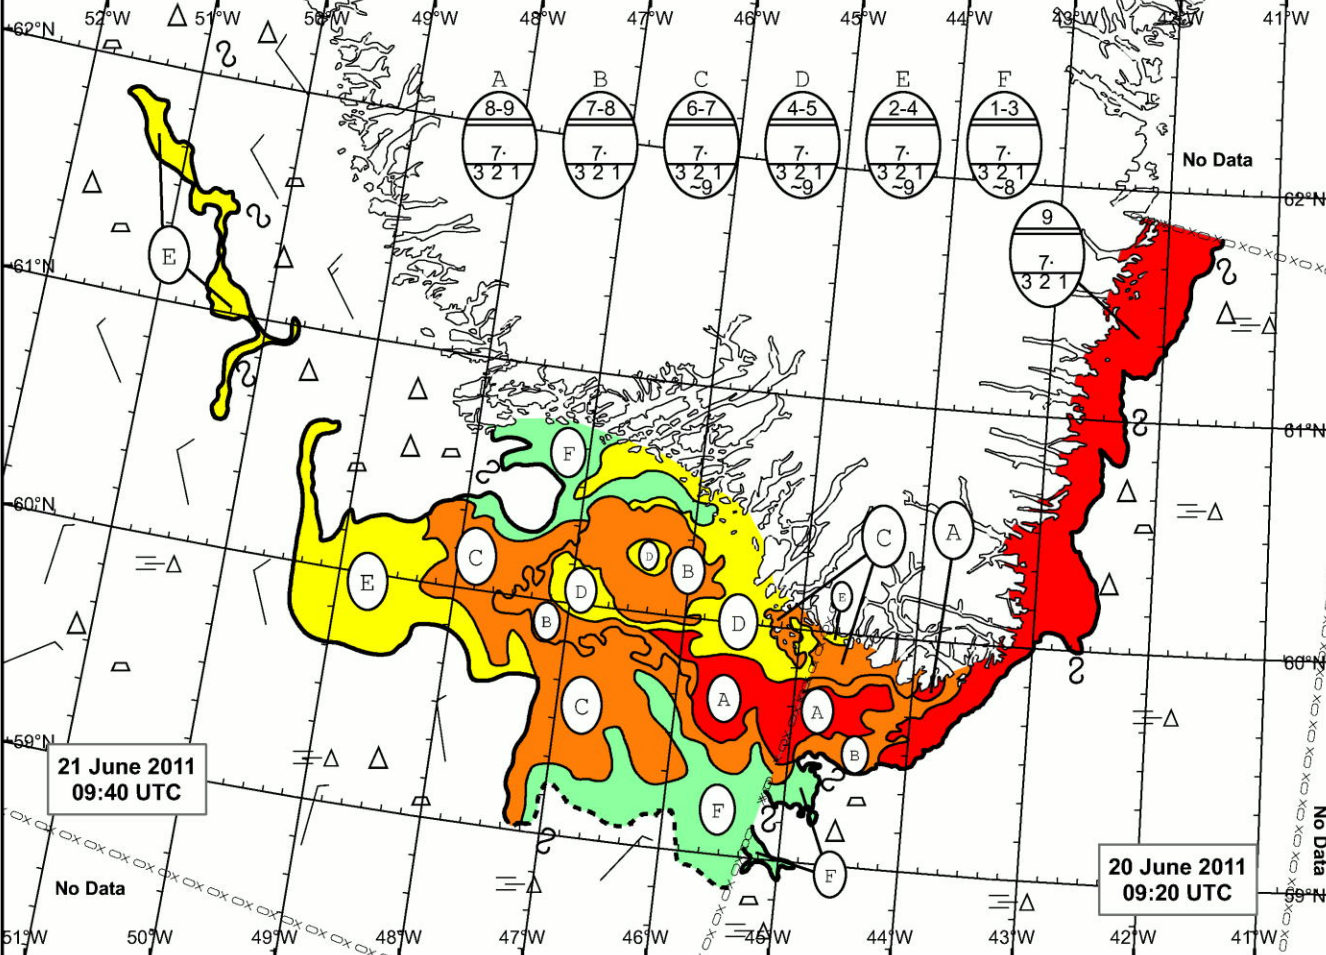 52°W 51°W 50°W 49°W 48°W 47°W 46°W 45°W 44°W 43°W 42°W 41°W
62°N
A B C D E F
8-9 7-8 6-7 4-5 2-4 1-3
7· 7· 7· 7· 7· 7·
3 2 1 3 2 1 3 2 1 3 2 1 3 2 1 3 2 1
~9 ~9 ~9 ~8
No Data
62°N
9
7·
3 2 1
E
61°N
61°N
F
60°N
C A
C D B
E D E
B D
60°N
C A A
59°N
B
21 June 2011
09:40 UTC
F
No Data
20 June 2011
09:20 UTC
F
No Data
59°N
51°W 50°W 49°W 48°W 47°W 46°W 45°W 44°W 43°W 42°W 41°W